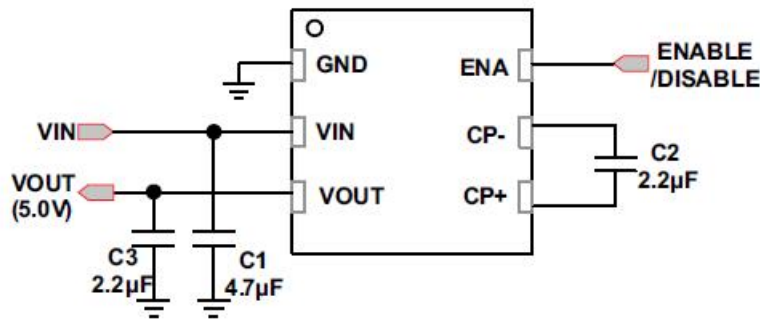 GND
ENA
ENABLE
/DISABLE
VIN
VIN
CP-
C2
2.2µF
VOUT
(5.0V)
VOUT
CP+
C3
2.2µF
C1
4.7µF